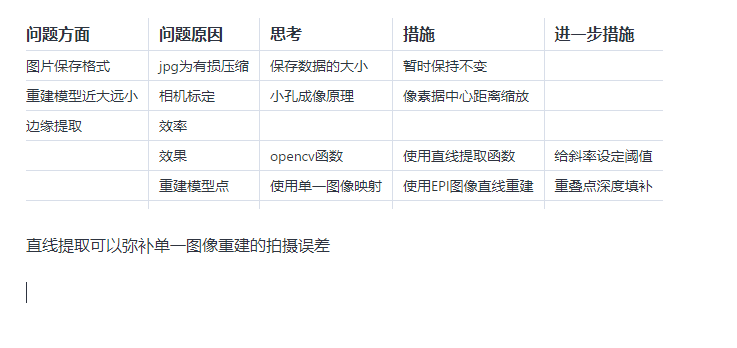 问题方面 问题原因 思考 措施 进一步措施
图片保存格式 jpg为有损压缩 保存数据的大小 暂时保持不变
重建模型近大远小 相机标定 小孔成像原理 像素据中心距离缩放
边缘提取 效率
效果 opencv函数 使用直线提取函数 给斜率设定阈值
重建模型点 使用单一图像映射 使用EPI图像直线重建 重叠点深度填补
直线提取可以弥补单一图像重建的拍摄误差